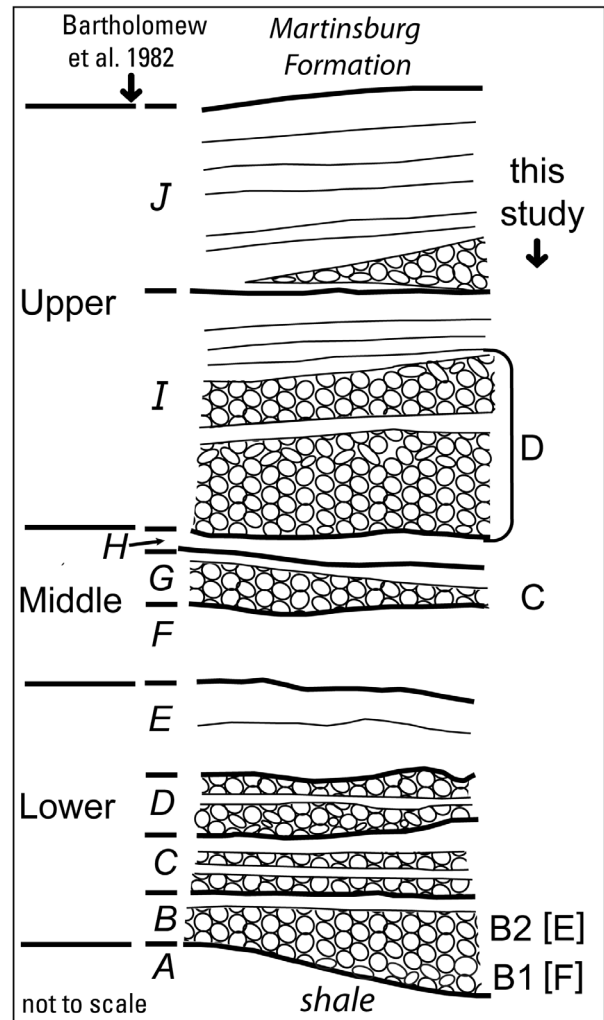 Bartholomew
et al. 1982
Martinsburg
Formation
J
this
study
Upper
I
D
H
G
Middle
C
F
E
D
Lower
C
B
B2 [E]
A
B1 [F]
not to scale
shale